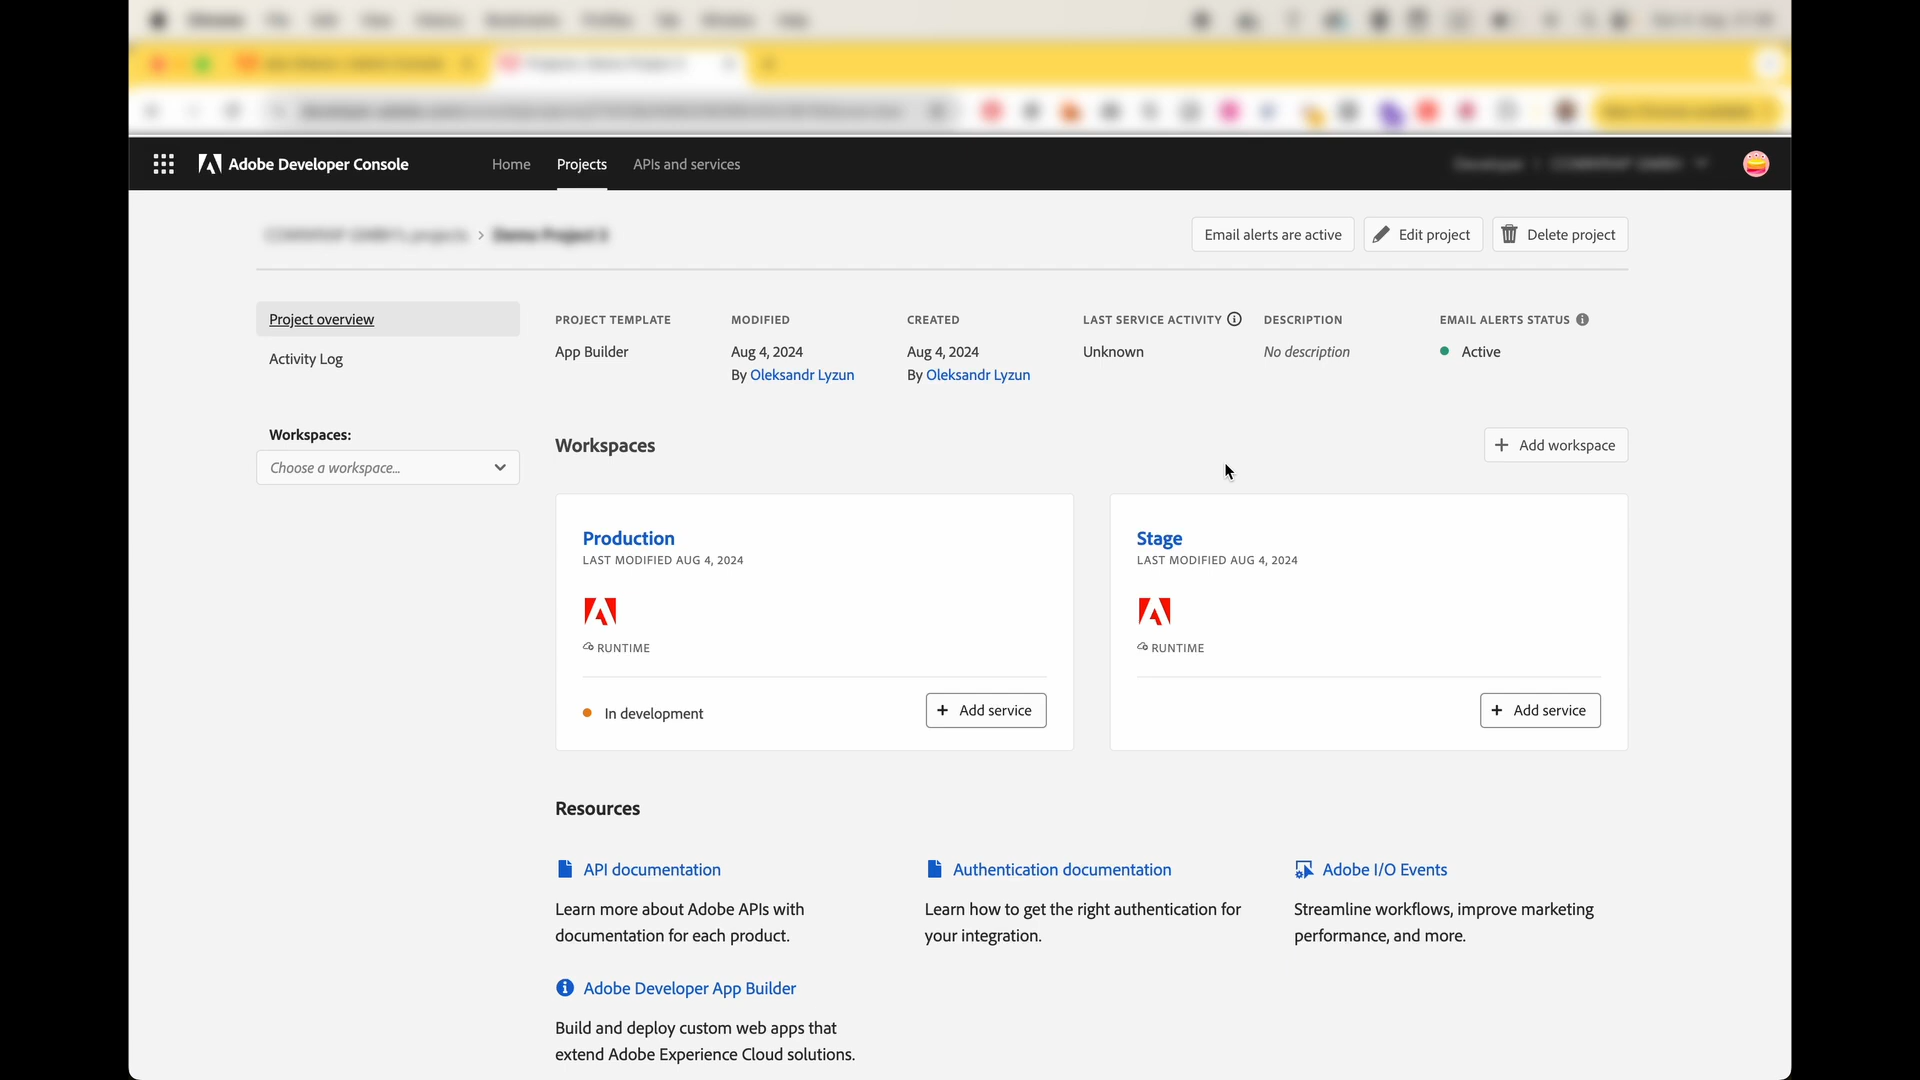 Adobe Developer Console
Home
Projects
APIs and services
Demo Project
Email alerts are active
Edit project
Delete project
Project overview
Activity Log
Workspaces:
Choose a workspace...
PROJECT TEMPLATE
App Builder
MODIFIED
Aug 4, 2024
By Oleksandr Lyzun
CREATED
Aug 4, 2024
By Oleksandr Lyzun
LAST SERVICE ACTIVITY
Unknown
DESCRIPTION
No description
EMAIL ALERTS STATUS
Active
Workspaces
Add workspace
Production
LAST MODIFIED AUG 4, 2024
RUNTIME
In development
Add service
Stage
LAST MODIFIED AUG 4, 2024
RUNTIME
Add service
Resources
API documentation
Learn more about Adobe APIs with
documentation for each product.
Authentication documentation
Learn how to get the right authentication for
your integration.
Adobe I/O Events
Streamline workflows, improve marketing
performance, and more.
Adobe Developer App Builder
Build and deploy custom web apps that
extend Adobe Experience Cloud solutions.